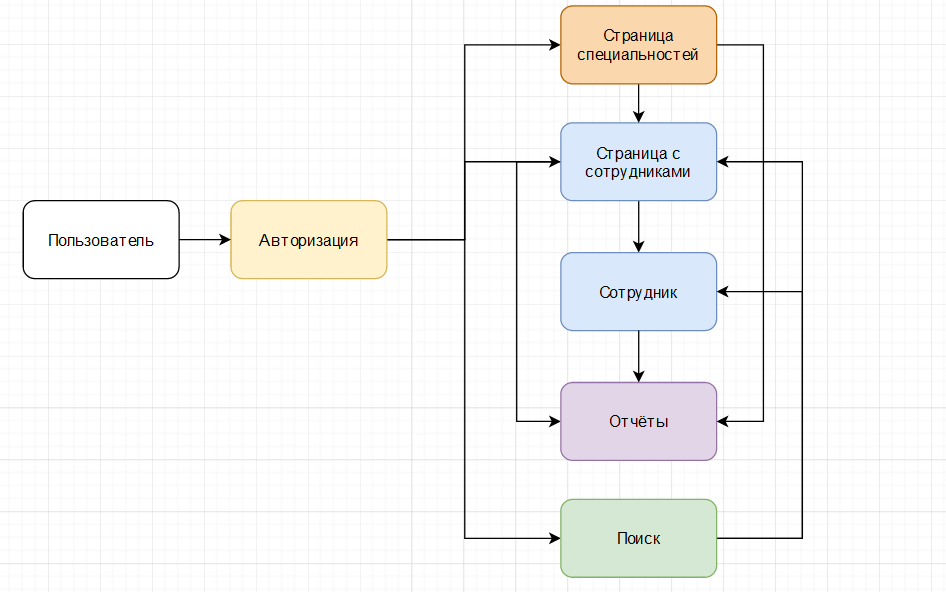 Страница
специальностей
Страница с
сотрудниками
Пользователь
Авторизация
Сотрудник
Отчёты
Поиск